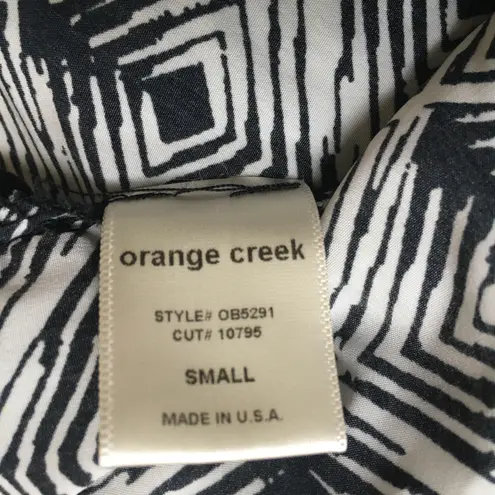 orange creek
STYLE# OB5291
CUT# 10795
SMALL
MADE IN U.S.A.